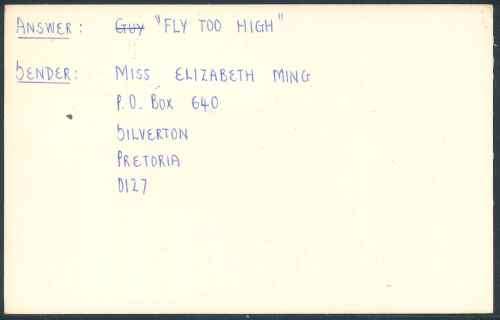 ANSWER: GUY "FLY TOO HIGH"
SENDER: MISS ELIZABETH MING
P.O. BOX 640
SILVERTON
PRETORIA
0127